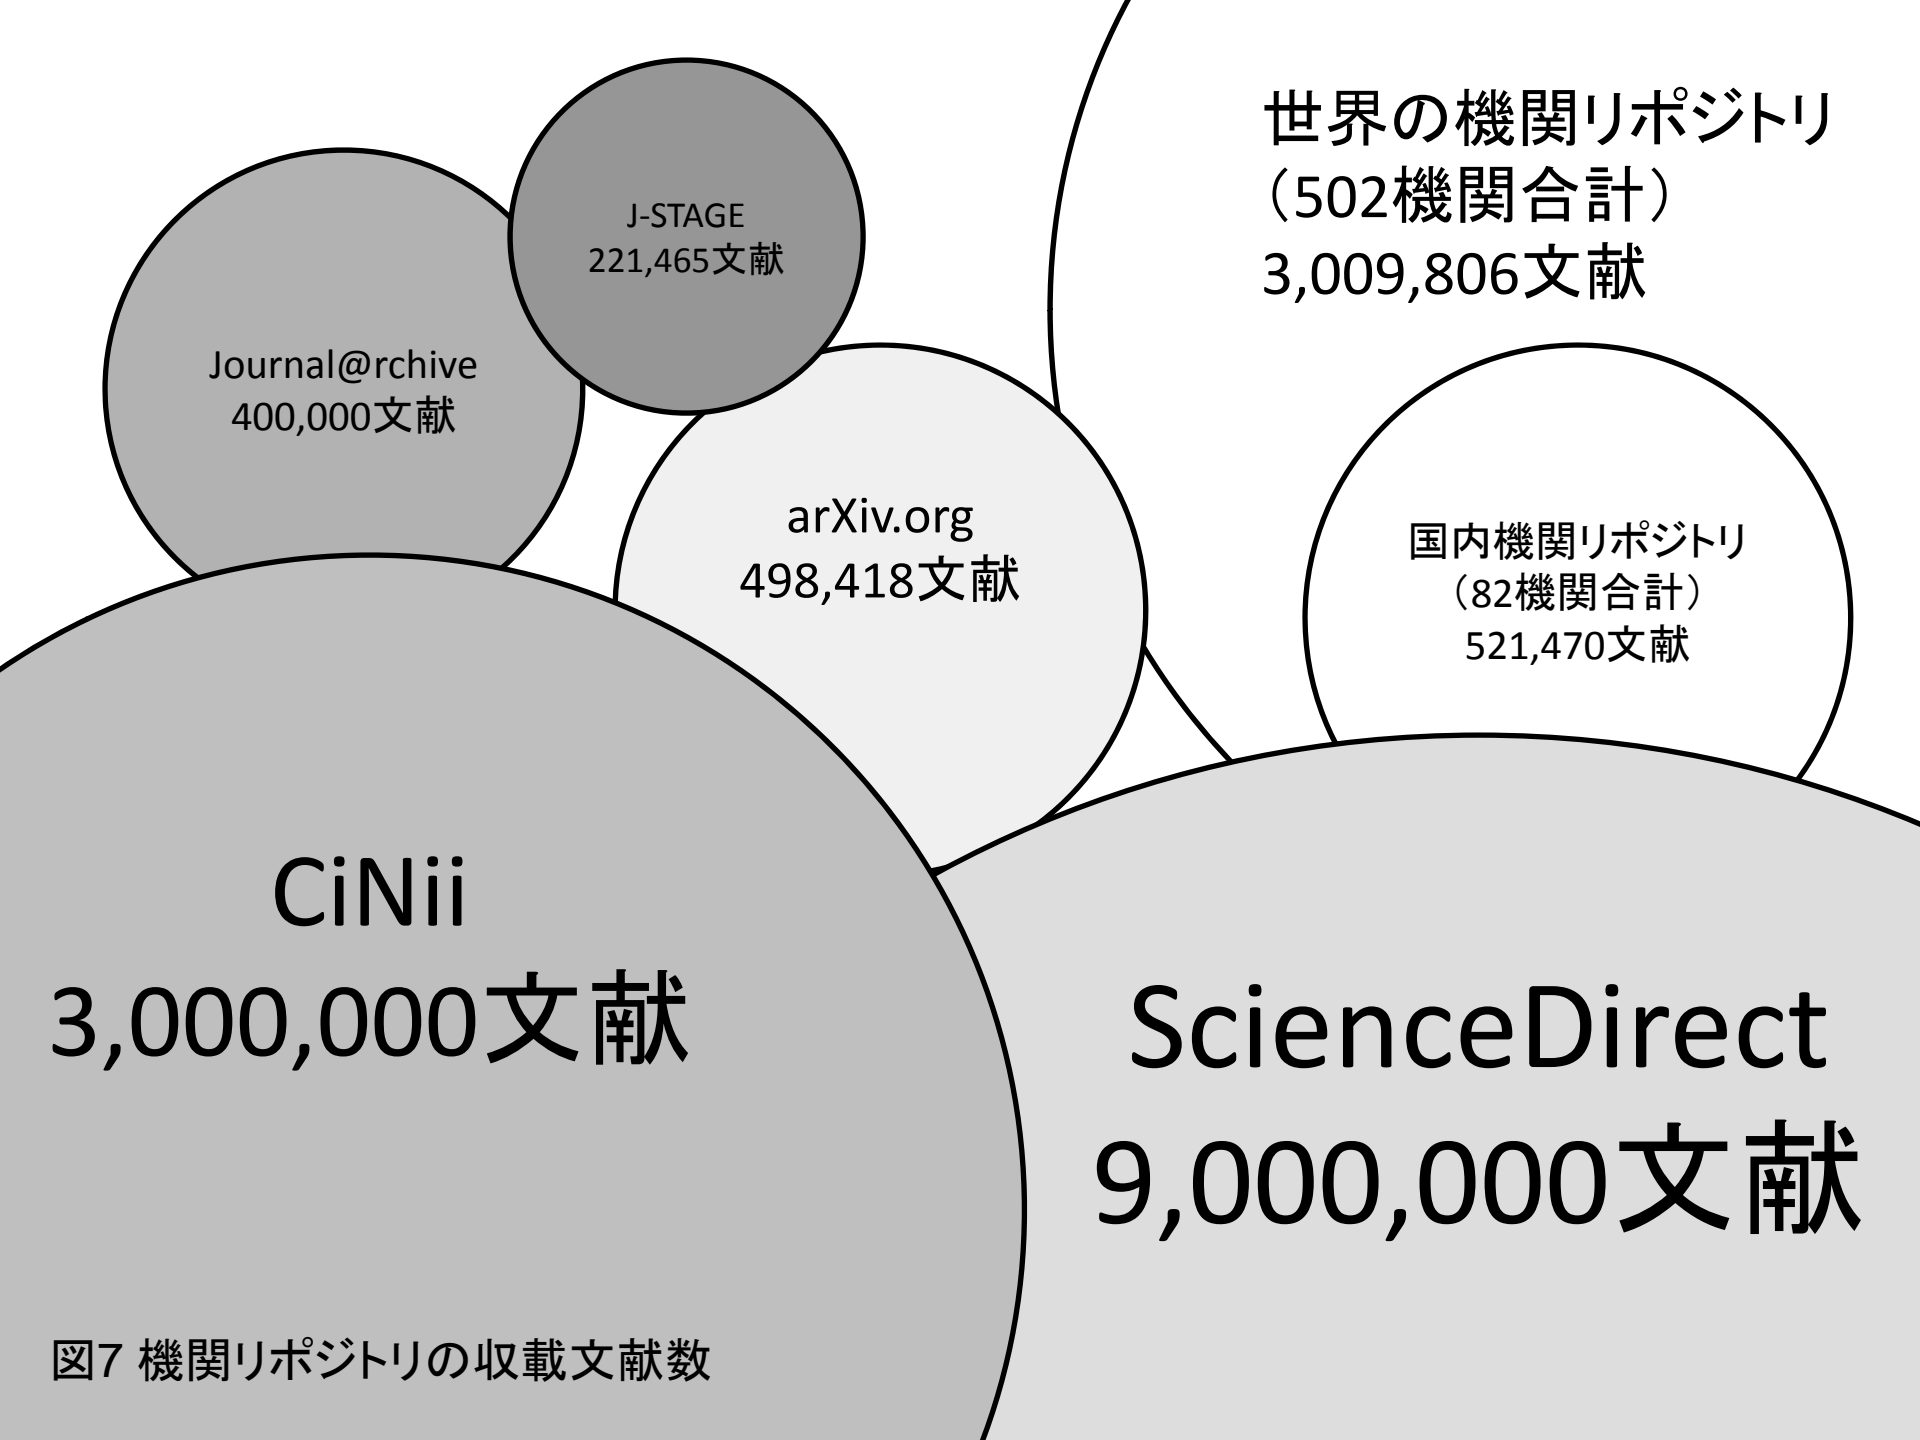 世界の機関リポジトリ
（502機関合計）
3,009,806文献
J-STAGE
221,465文献
Journal@rchive
400,000文献
arXiv.org
498,418文献
国内機関リポジトリ
（82機関合計）
521,470文献
CiNii
3,000,000文献
ScienceDirect
9,000,000文献
図7 機関リポジトリの収載文献数